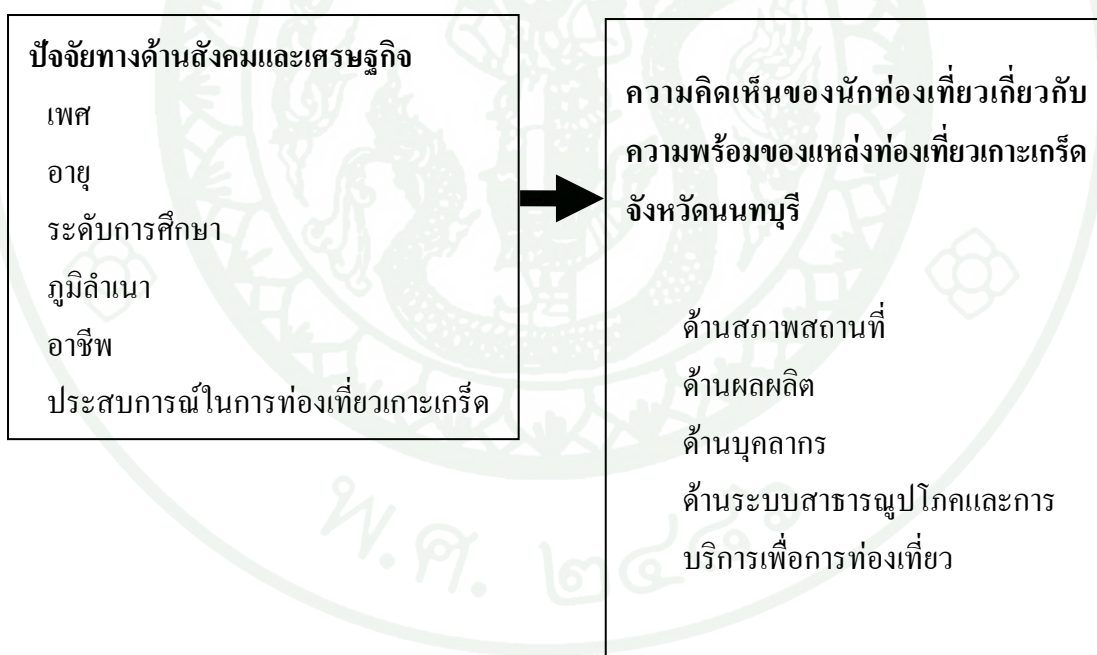 ปัจจัยทางด้านสังคมและเศรษฐกิจ
เพศ
อายุ
ระดับการศึกษา
ภูมิลำเนา
อาชีพ
ประสบการณ์ในการท่องเที่ยวเกาะเกร็ด
ความคิดเห็นของนักท่องเที่ยวเกี่ยวกับ
ความพร้อมของแหล่งท่องเที่ยวเกาะเกร็ด
จังหวัดนนทบุรี
ด้านสภาพสถานที่
ด้านผลผลิต
ด้านบุคลากร
ด้านระบบสาธารณูปโภคและการ
บริการเพื่อการท่องเที่ยว
พ.ศ. ๒๔๘๖